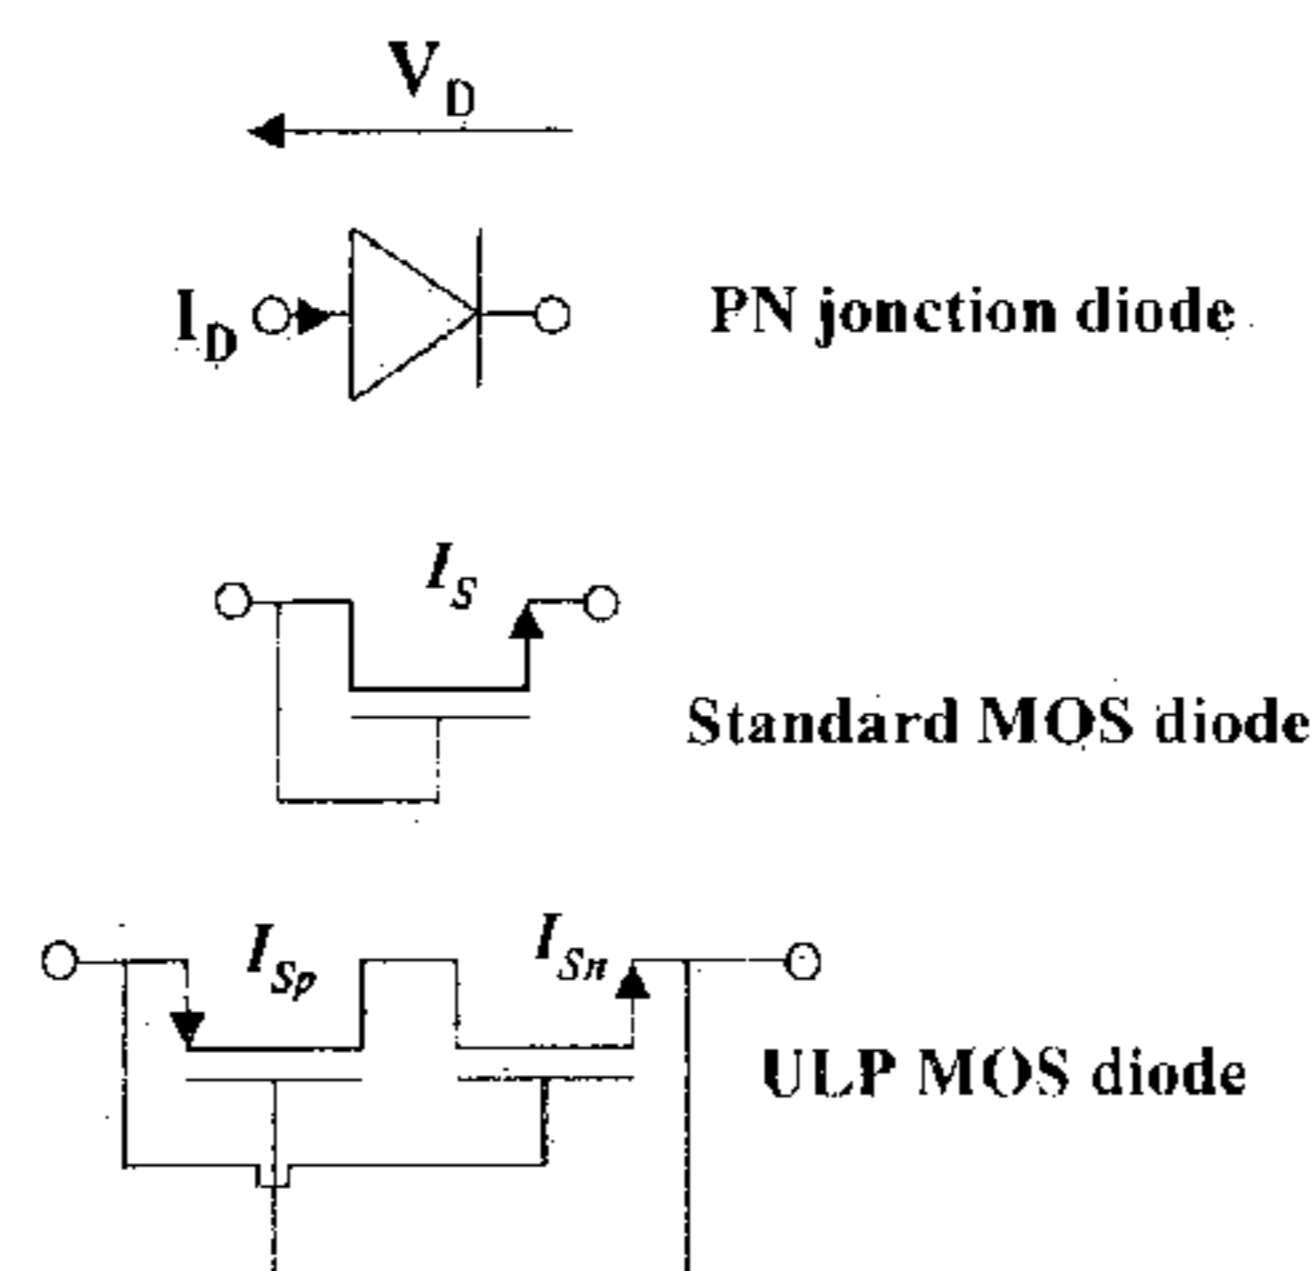 V_D
I_D PN jonction diode
I_S
Standard MOS diode
I_Sp I_Sn
ULP MOS diode